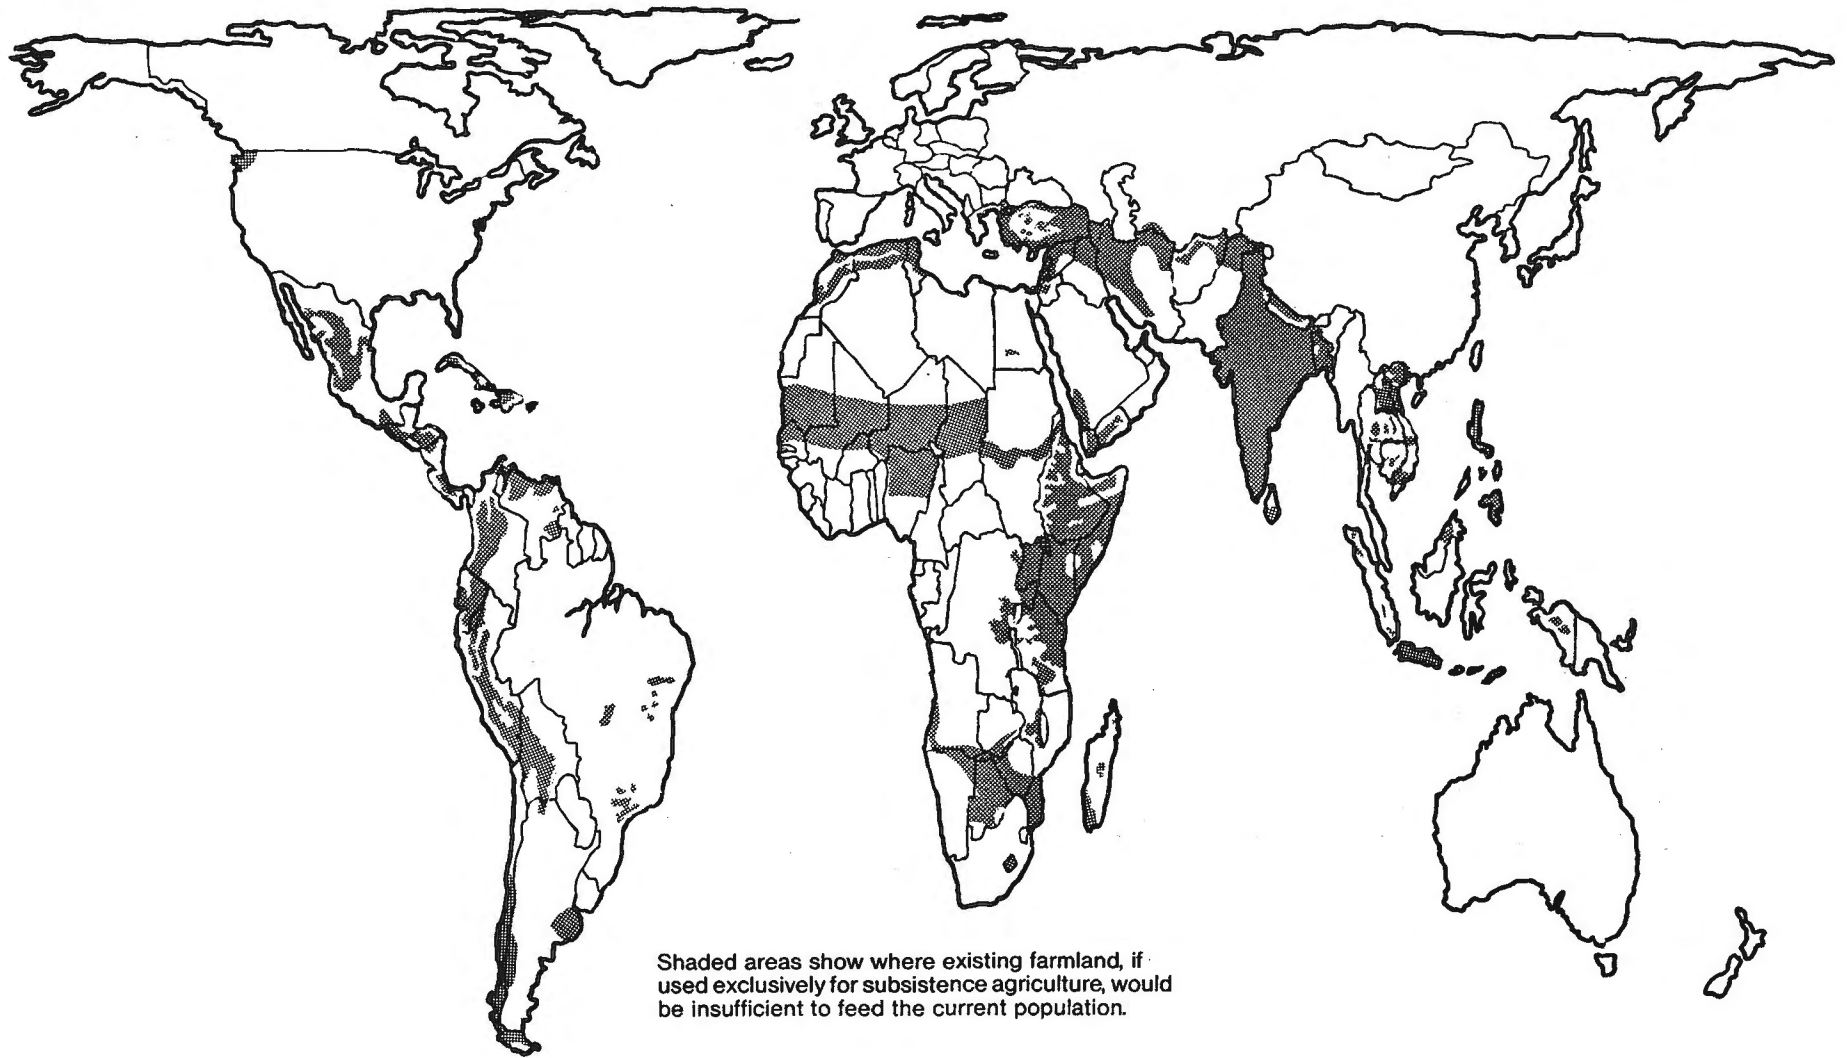 Shaded areas show where existing farmland, if
used exclusively for subsistence agriculture, would
be insufficient to feed the current population.